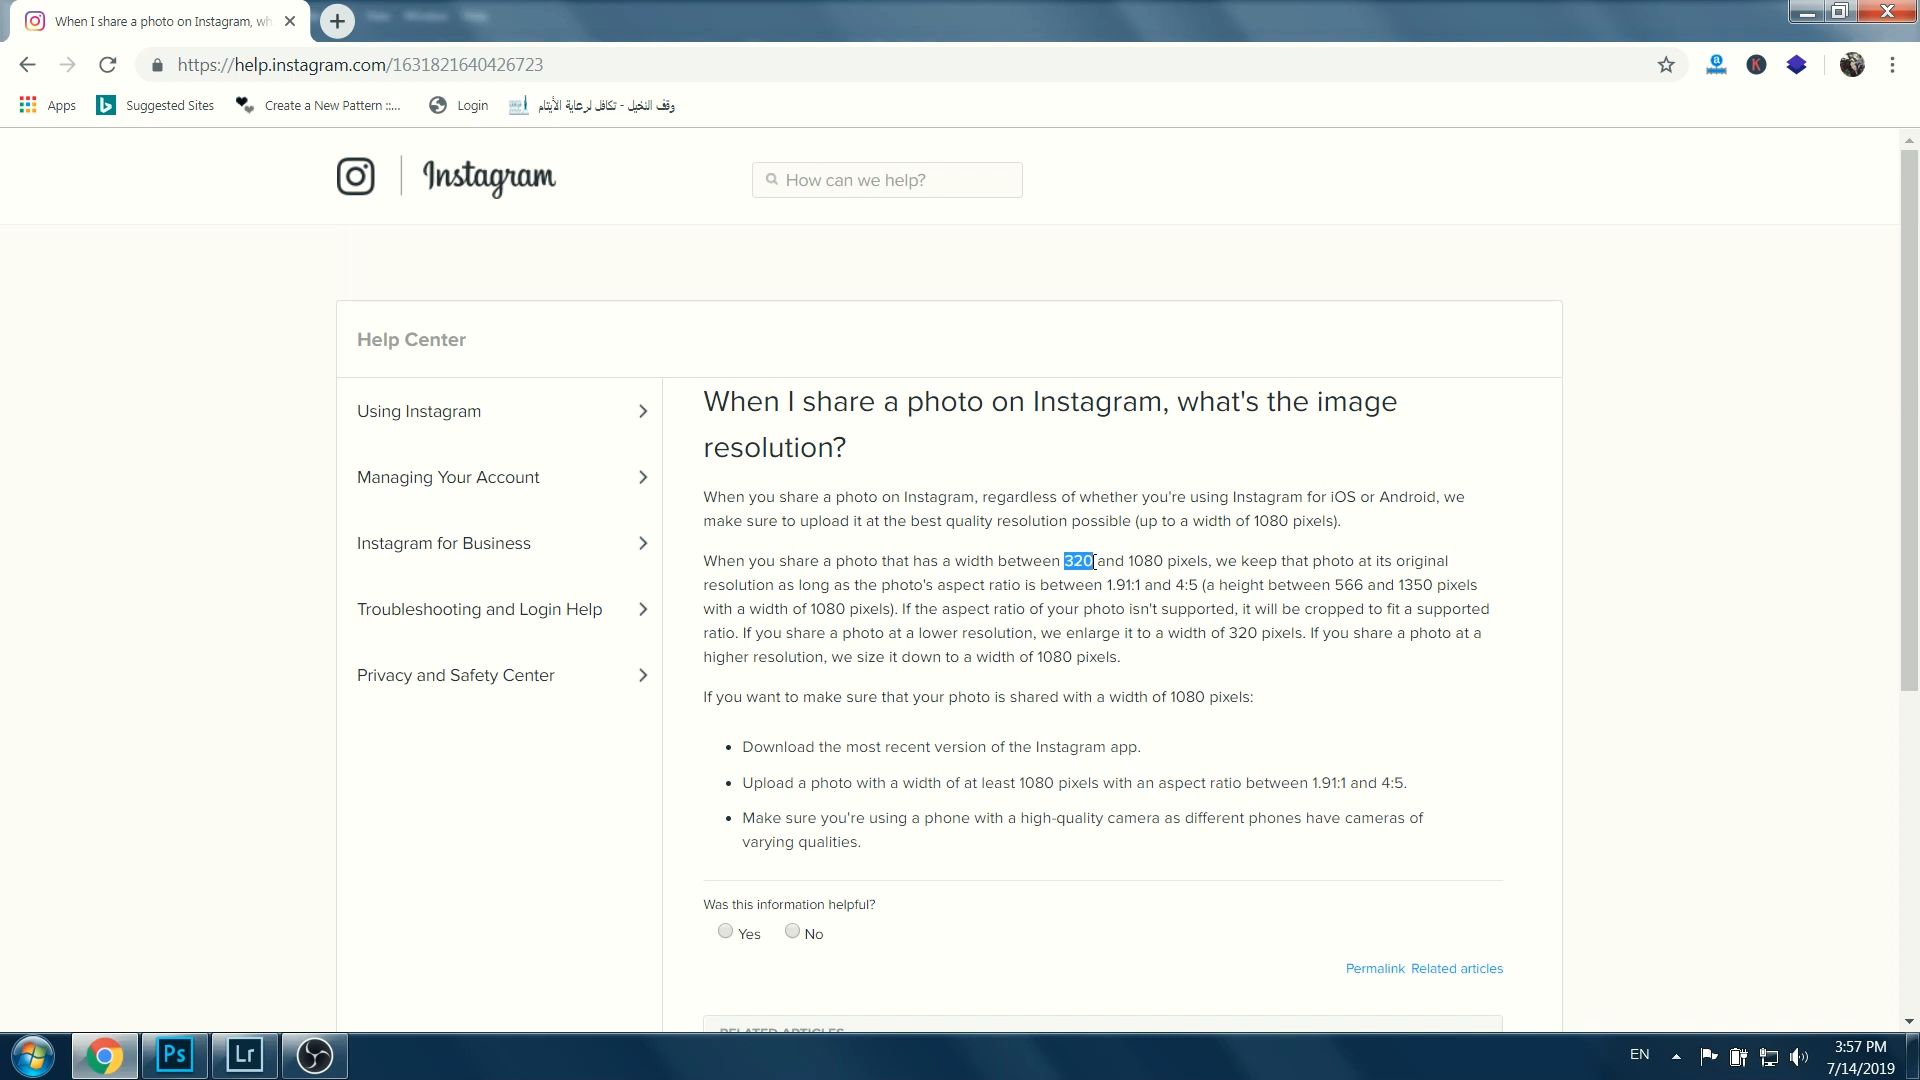 When I share a photo on Instagram, wh
https://help.instagram.com/1631821640426723
Apps
Suggested Sites
Create a New Pattern ::...
Login
وقف النخيل - تكافل لرعاية الأيتام
Instagram
How can we help?
Help Center
Using Instagram
Managing Your Account
Instagram for Business
Troubleshooting and Login Help
Privacy and Safety Center
When I share a photo on Instagram, what's the image
resolution?
When you share a photo on Instagram, regardless of whether you're using Instagram for iOS or Android, we
make sure to upload it at the best quality resolution possible (up to a width of 1080 pixels).
When you share a photo that has a width between 320 and 1080 pixels, we keep that photo at its original
resolution as long as the photo's aspect ratio is between 1.91:1 and 4:5 (a height between 566 and 1350 pixels
with a width of 1080 pixels). If the aspect ratio of your photo isn't supported, it will be cropped to fit a supported
ratio. If you share a photo at a lower resolution, we enlarge it to a width of 320 pixels. If you share a photo at a
higher resolution, we size it down to a width of 1080 pixels.
If you want to make sure that your photo is shared with a width of 1080 pixels:
• Download the most recent version of the Instagram app.
• Upload a photo with a width of at least 1080 pixels with an aspect ratio between 1.91:1 and 4:5.
• Make sure you're using a phone with a high-quality camera as different phones have cameras of
varying qualities.
Was this information helpful?
Yes No
Permalink Related articles
RELATED ARTICLES
Ps
Lr
EN
3:57 PM
7/14/2019